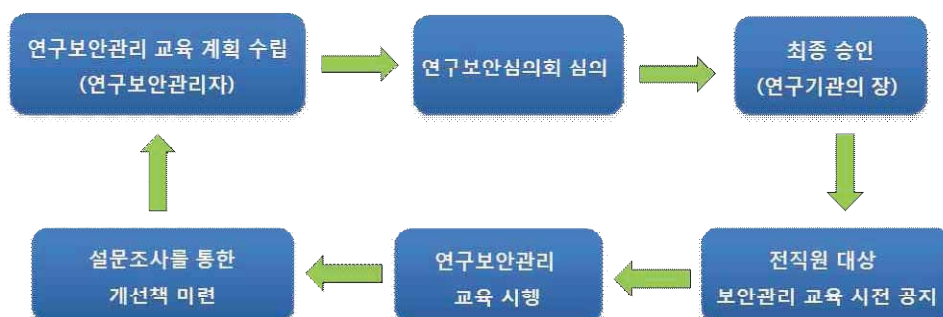 연구보안관리 교육 계획 수립
(연구보안관리자)
연구보안심의회 심의
최종 승인
(연구기관의 장)
전직원 대상
보안관리 교육 시전 공지
연구보안관리
교육 시행
설문조사를 통한
개선책 미련